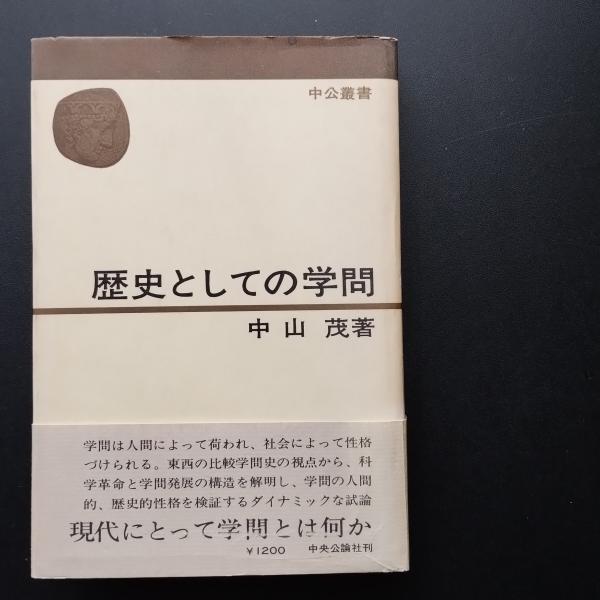 中公叢書
歴史としての学問
中山 茂著
学問は人間によって荷われ、社会によって性格
づけられる。東西の比較学問史の視点から、科
学革命と学問発展の構造を解明し、学問の人間
的、歴史的性格を検証するダイナミックな試論
現代にとって学問とは何か
¥1200 中央公論社刊